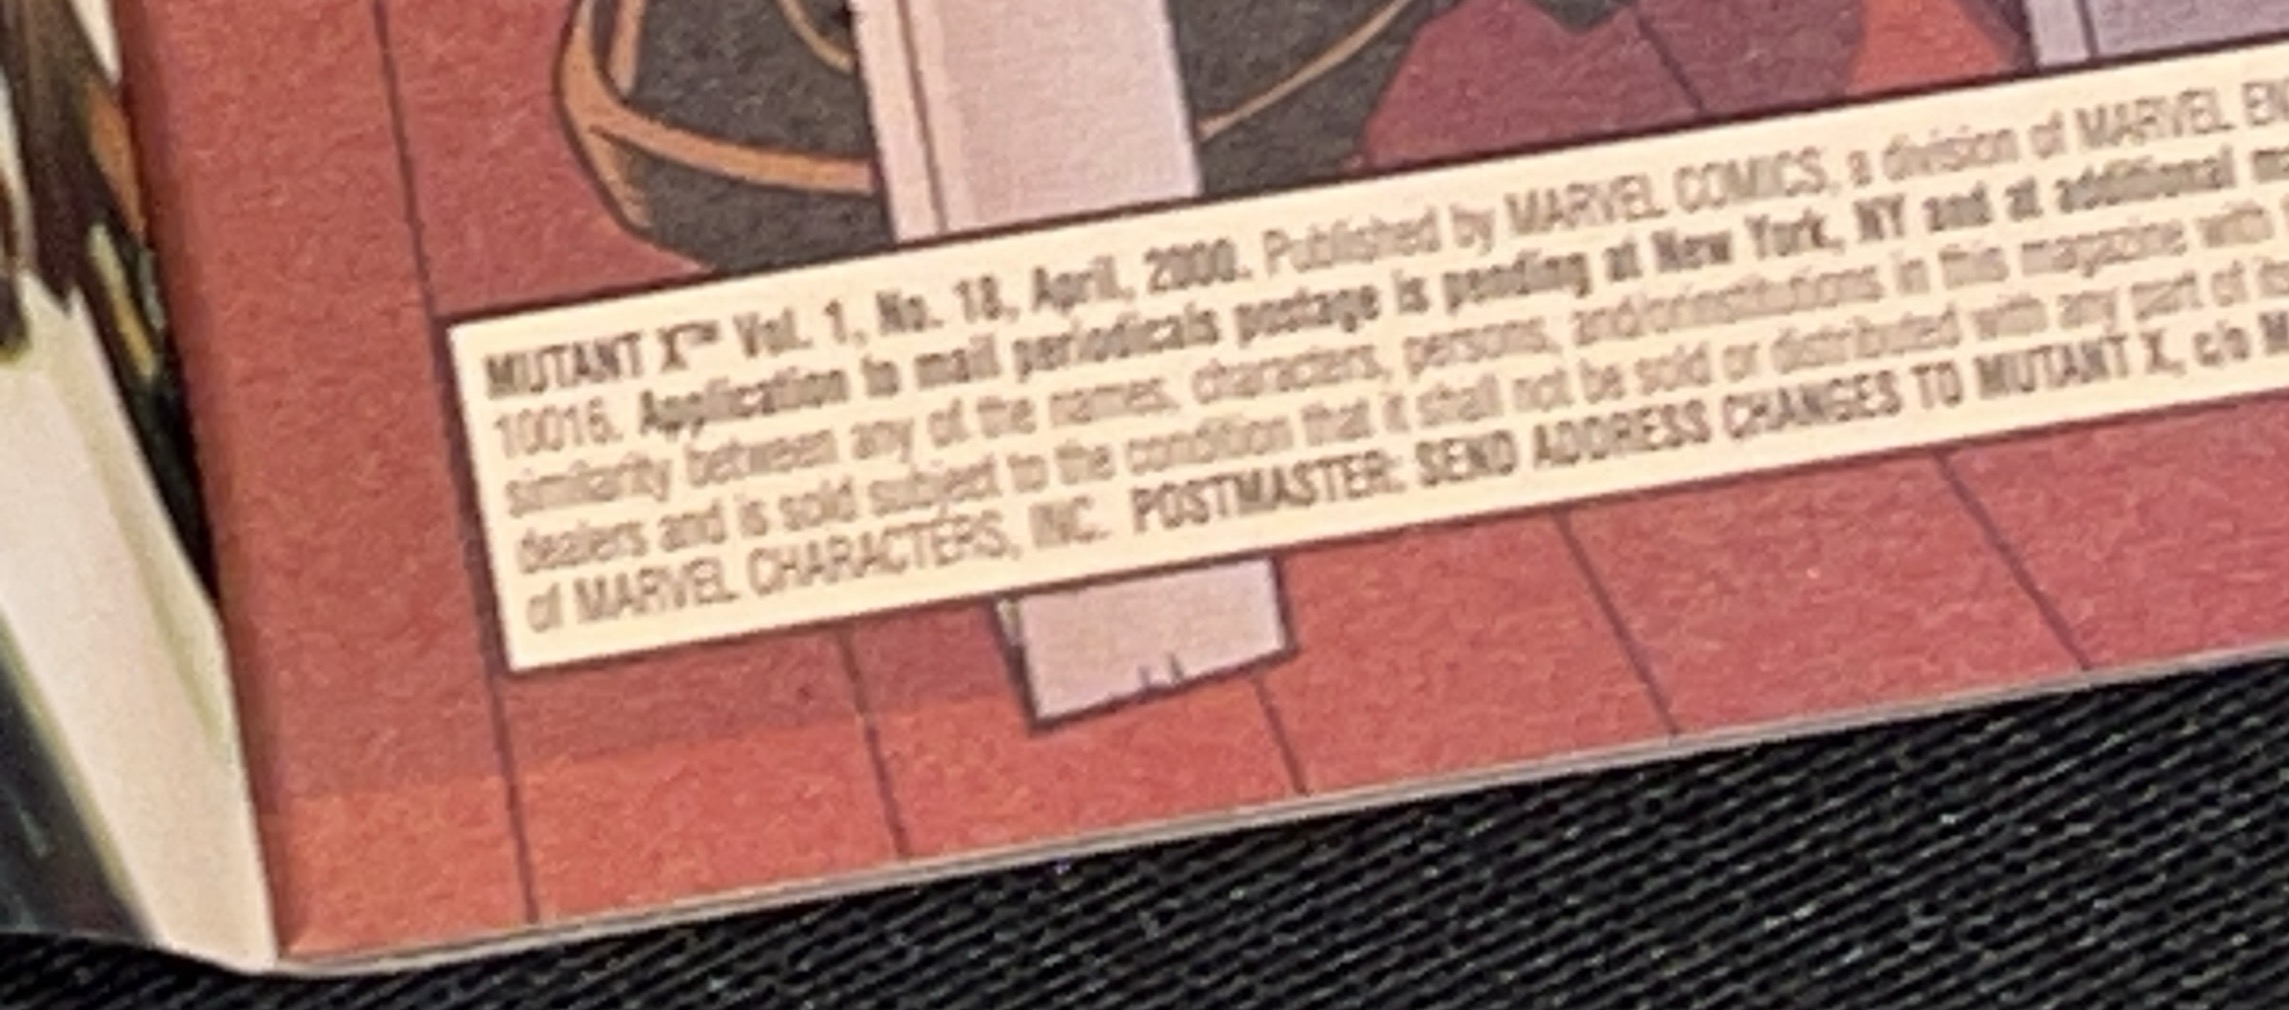 MUTANT X™ Vol. 1, No. 18, April, 2000. Published by MARVEL COMICS, a division of MARVEL EN
10016. Application to mail periodicals postage is pending at New York, NY and at additional ma
similarity between any of the names, characters, persons, and/orinstitutions in this magazine with
dealers and is sold subject to the condition that it shall not be sold or distributed with any part of its
of MARVEL CHARACTERS, INC. POSTMASTER: SEND ADDRESS CHANGES TO MUTANT X, c/o M